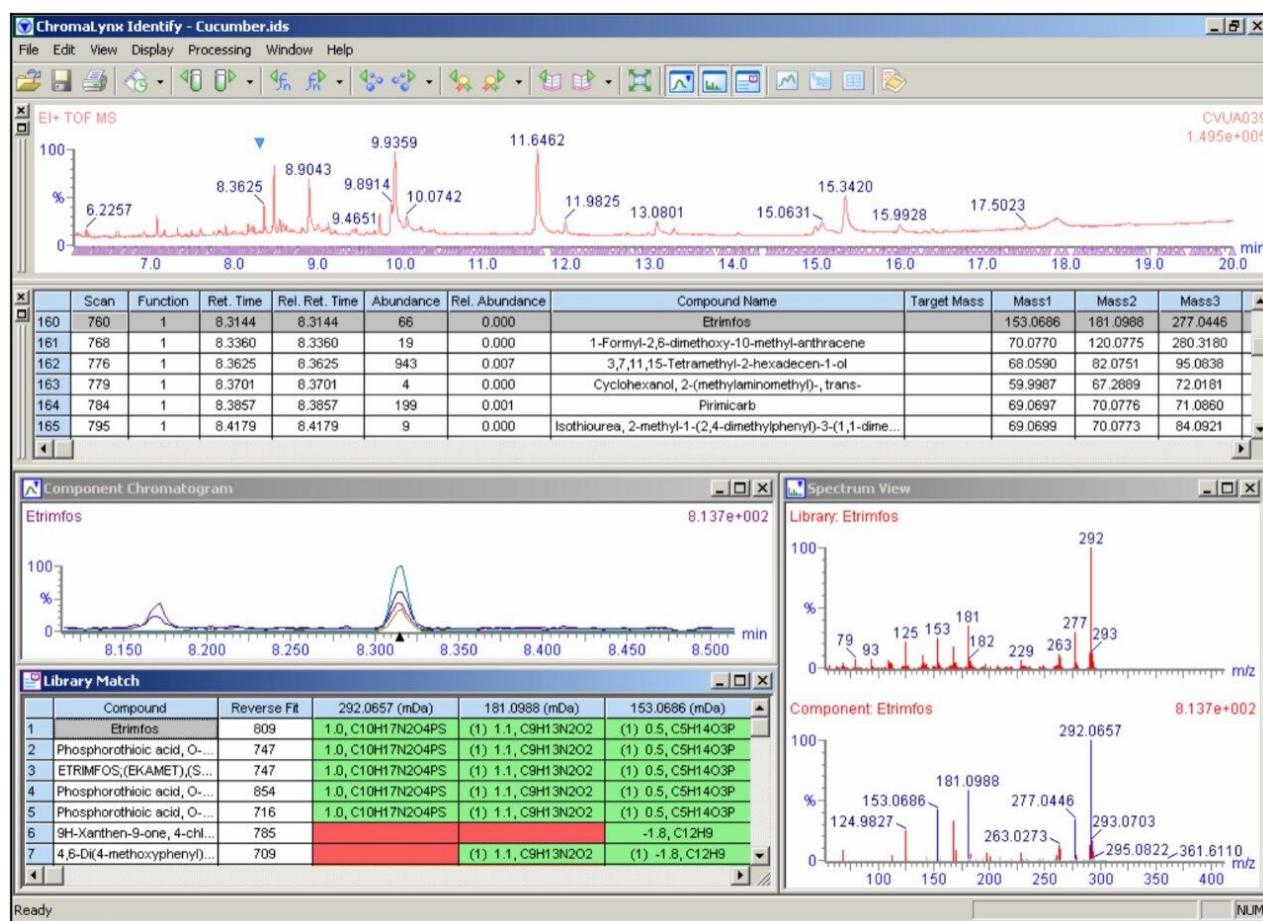 ChromaLynx Identify - Cucumber.ids
File Edit View Display Processing Window Help
EI+ TOF MS
CVUA039
1.495e+005
100
%
0
6.2257
8.3625
8.9043
9.4651
9.8914
9.9359
10.0742
11.6462
11.9825
13.0801
15.0631
15.3420
15.9928
17.5023
min
7.0 8.0 9.0 10.0 11.0 12.0 13.0 14.0 15.0 16.0 17.0 18.0 19.0 20.0
Scan Function Ret. Time Rel. Ret. Time Abundance Rel. Abundance Compound Name Target Mass Mass1 Mass2 Mass3
160 760 1 8.3144 8.3144 66 0.000 Etrimfos 153.0686 181.0988 277.0446
161 768 1 8.3360 8.3360 19 0.000 1-Formyl-2,6-dimethoxy-10-methyl-anthracene 70.0770 120.0775 280.3180
162 776 1 8.3625 8.3625 943 0.007 3,7,11,15-Tetramethyl-2-hexadecen-1-ol 68.0590 82.0751 95.0838
163 779 1 8.3701 8.3701 4 0.000 Cyclohexanol, 2-(methylaminomethyl)-, trans- 59.9987 67.2889 72.0181
164 784 1 8.3857 8.3857 199 0.001 Pirimicarb 69.0697 70.0776 71.0860
165 795 1 8.4179 8.4179 9 0.000 Isothiourea, 2-methyl-1-(2,4-dimethylphenyl)-3-(1,1-dime... 69.0699 70.0773 84.0921
Component Chromatogram
Etrimfos
8.137e+002
100
%
0
min
8.150 8.200 8.250 8.300 8.350 8.400 8.450 8.500
Library Match
Compound Reverse Fit 292.0657 (mDa) 181.0988 (mDa) 153.0686 (mDa)
1 Etrimfos 809 1.0, C10H17N2O4PS (1) 1.1, C9H13N2O2 (1) 0.5, C5H14O3P
2 Phosphorothioic acid, O-... 747 1.0, C10H17N2O4PS (1) 1.1, C9H13N2O2 (1) 0.5, C5H14O3P
3 ETRIMFOS;(EKAMET),(S... 747 1.0, C10H17N2O4PS (1) 1.1, C9H13N2O2 (1) 0.5, C5H14O3P
4 Phosphorothioic acid, O-... 854 1.0, C10H17N2O4PS (1) 1.1, C9H13N2O2 (1) 0.5, C5H14O3P
5 Phosphorothioic acid, O-... 716 1.0, C10H17N2O4PS (1) 1.1, C9H13N2O2 (1) 0.5, C5H14O3P
6 9H-Xanthen-9-one, 4-chl... 785 -1.8, C12H9
7 4,6-Di(4-methoxyphenyl)... 709 (1) 1.1, C9H13N2O2 (1) -1.8, C12H9
Spectrum View
Library: Etrimfos
100
%
0
79
93
125
153
181
182
229
263
277
292
293
m/z
Component: Etrimfos
8.137e+002
100
%
0
124.9827
153.0686
181.0988
263.0273
277.0446
292.0657
293.0703
295.0822
361.6110
m/z
100 150 200 250 300 350 400
Ready
NUM